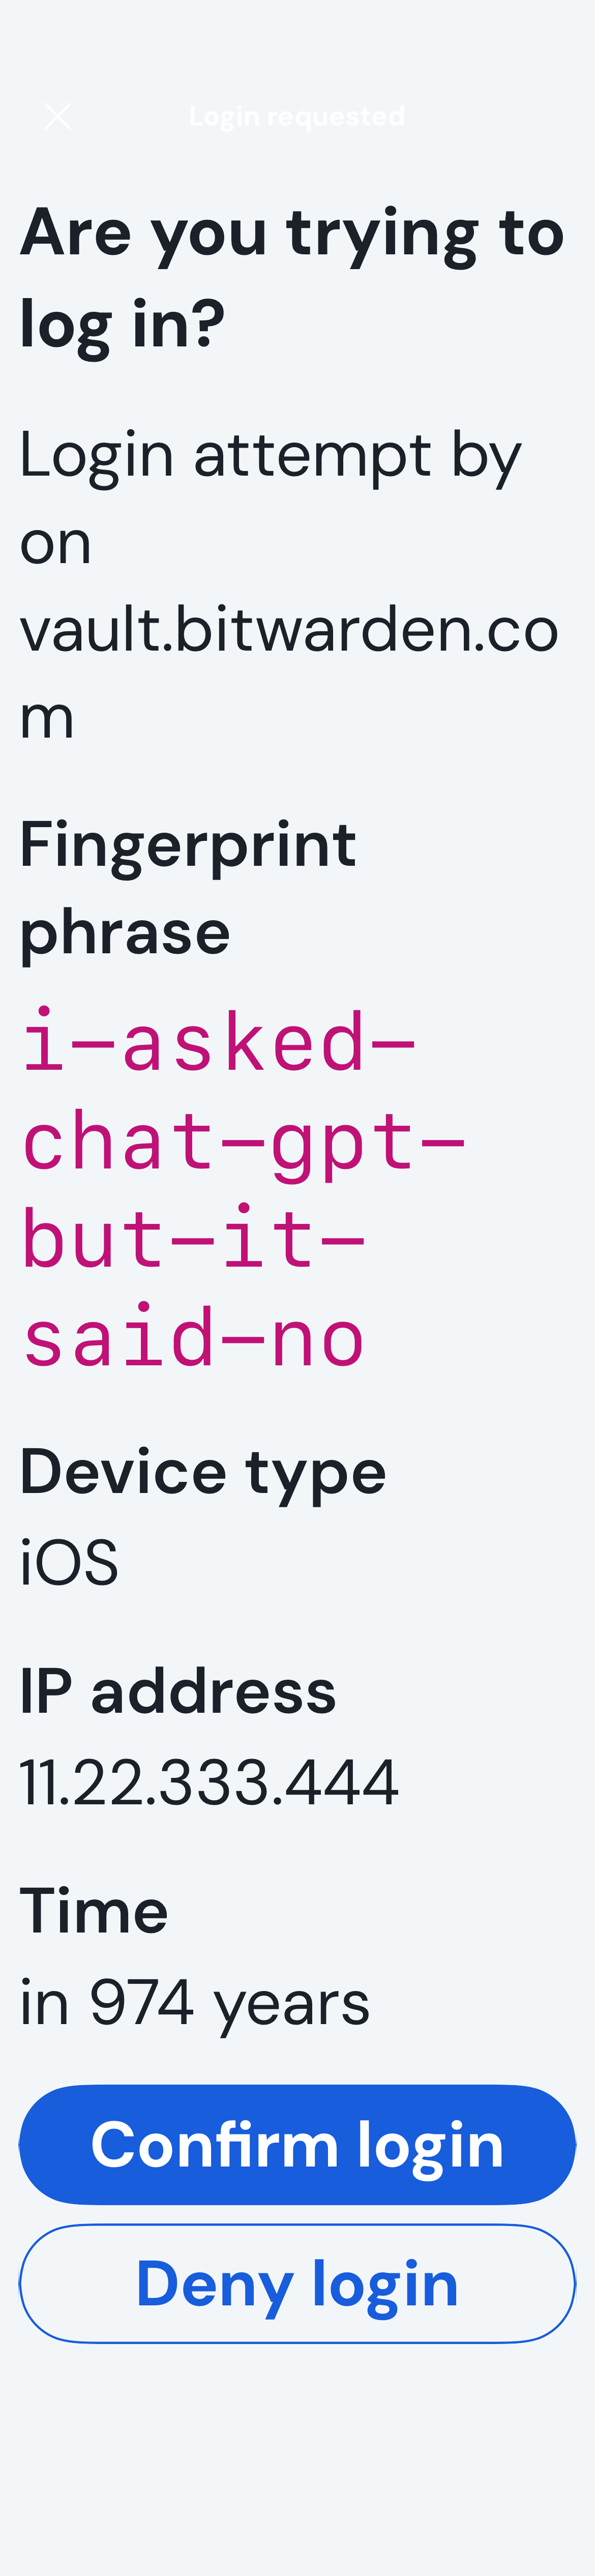 Login requested
Are you trying to
log in?
Login attempt by
on
vault.bitwarden.co
m
Fingerprint
phrase
i-asked-
chat-gpt-
but-it-
said-no
Device type
iOS
IP address
11.22.333.444
Time
in 974 years
Confirm login
Deny login